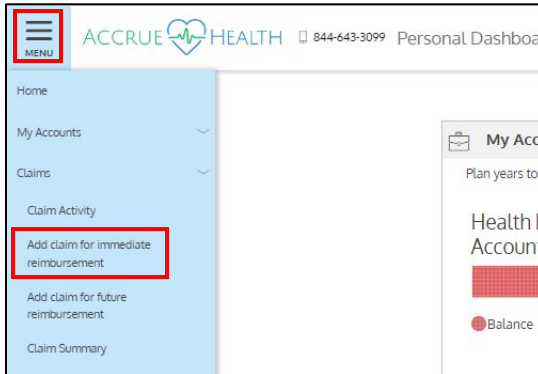 MENU
ACCRUE HEALTH 844-643-3099 Personal Dashboa
Home
My Accounts
Claims
Claim Activity
Add claim for immediate
reimbursement
Add claim for future
reimbursement
Claim Summary
My Acc
Plan years to
Health
Accoun
Balance